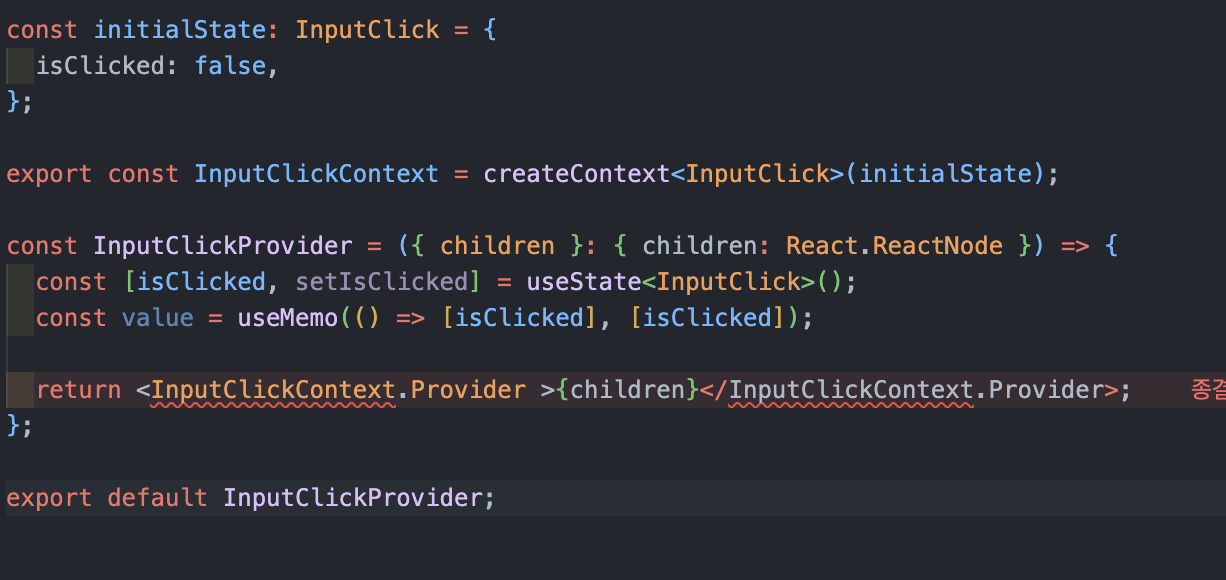 const initialState: InputClick = {
  isClicked: false,
};
export const InputClickContext = createContext<InputClick>(initialState);
const InputClickProvider = ({ children }: { children: React.ReactNode }) => {
  const [isClicked, setIsClicked] = useState<InputClick>();
  const value = useMemo(() => [isClicked], [isClicked]);
  return <InputClickContext.Provider >{children}</InputClickContext.Provider>; 종결
};
export default InputClickProvider;